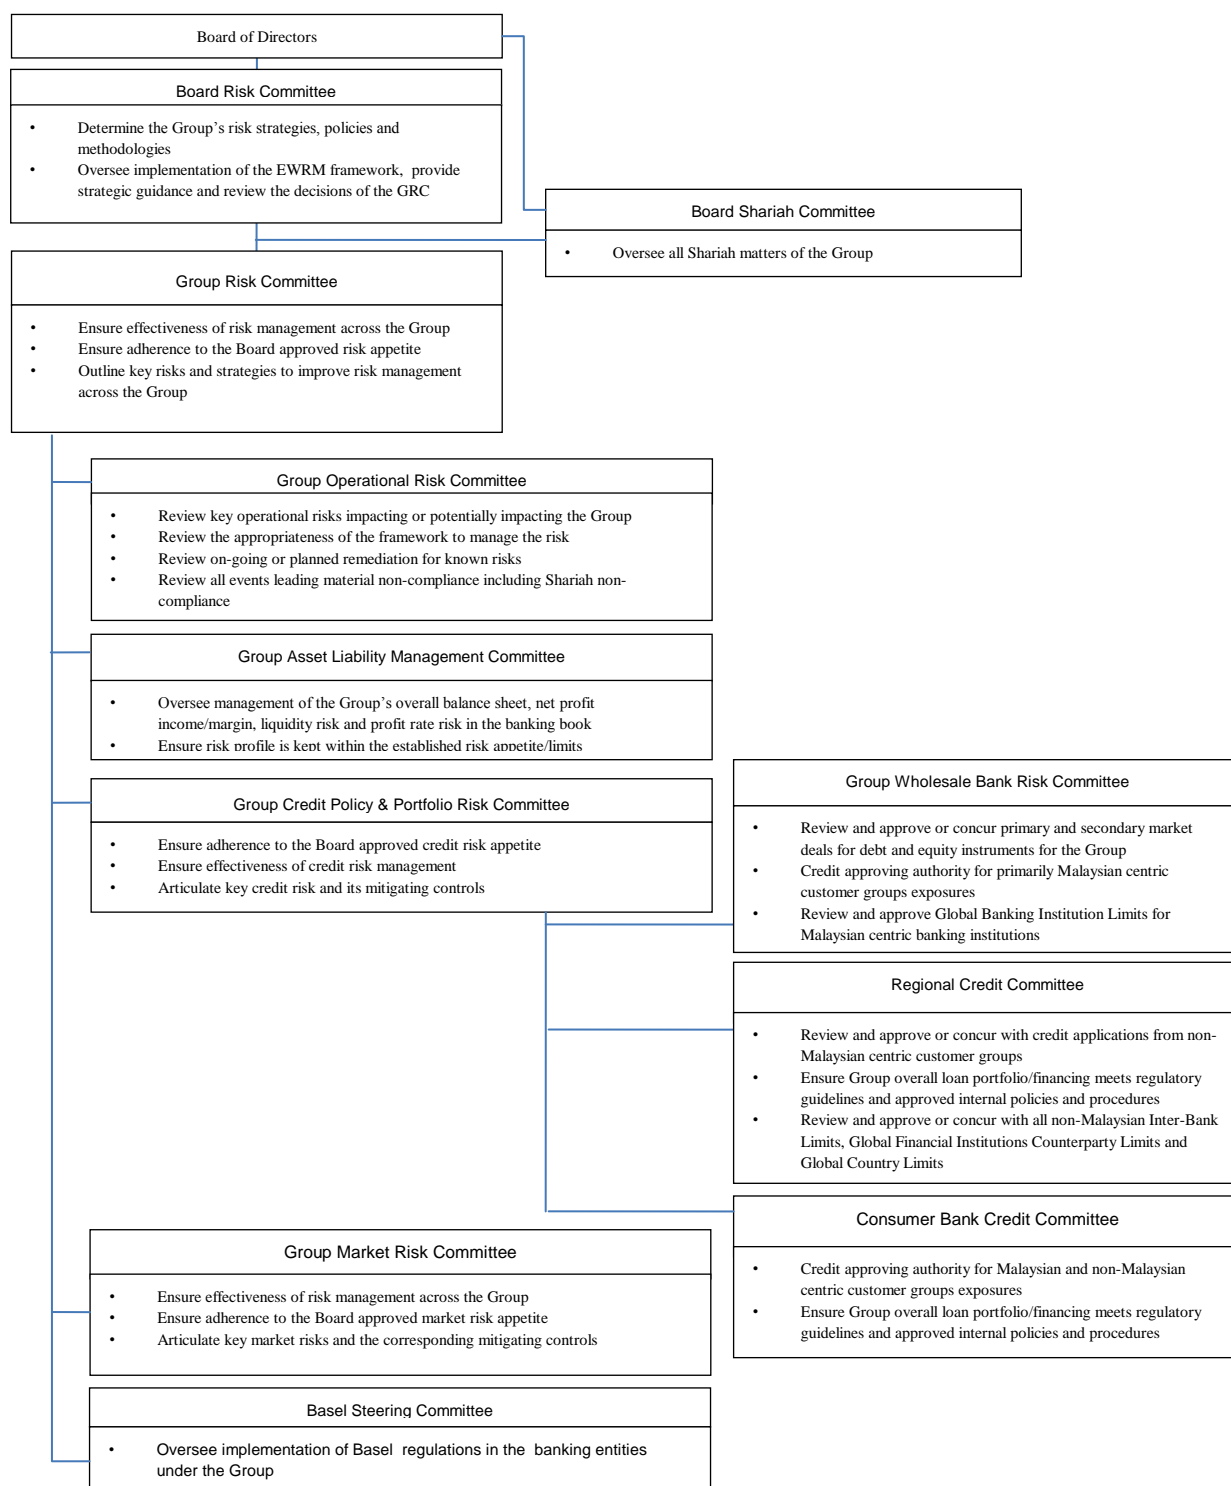 Board of Directors
Board Risk Committee
• Determine the Group's risk strategies, policies and
methodologies
• Oversee implementation of the EWRM framework, provide
strategic guidance and review the decisions of the GRC
Board Shariah Committee
• Oversee all Shariah matters of the Group
Group Risk Committee
• Ensure effectiveness of risk management across the Group
• Ensure adherence to the Board approved risk appetite
• Outline key risks and strategies to improve risk management
across the Group
Group Operational Risk Committee
• Review key operational risks impacting or potentially impacting the Group
• Review the appropriateness of the framework to manage the risk
• Review on-going or planned remediation for known risks
• Review all events leading material non-compliance including Shariah non-
compliance
Group Asset Liability Management Committee
• Oversee management of the Group's overall balance sheet, net profit
income/margin, liquidity risk and profit rate risk in the banking book
• Ensure risk profile is kept within the established risk appetite/limits
Group Credit Policy & Portfolio Risk Committee
• Ensure adherence to the Board approved credit risk appetite
• Ensure effectiveness of credit risk management
• Articulate key credit risk and its mitigating controls
Group Wholesale Bank Risk Committee
• Review and approve or concur primary and secondary market
deals for debt and equity instruments for the Group
• Credit approving authority for primarily Malaysian centric
customer groups exposures
• Review and approve Global Banking Institution Limits for
Malaysian centric banking institutions
Regional Credit Committee
• Review and approve or concur with credit applications from non-
Malaysian centric customer groups
• Ensure Group overall loan portfolio/financing meets regulatory
guidelines and approved internal policies and procedures
• Review and approve or concur with all non-Malaysian Inter-Bank
Limits, Global Financial Institutions Counterparty Limits and
Global Country Limits
Consumer Bank Credit Committee
• Credit approving authority for Malaysian and non-Malaysian
centric customer groups exposures
• Ensure Group overall loan portfolio/financing meets regulatory
guidelines and approved internal policies and procedures
Group Market Risk Committee
• Ensure effectiveness of risk management across the Group
• Ensure adherence to the Board approved market risk appetite
• Articulate key market risks and the corresponding mitigating controls
Basel Steering Committee
• Oversee implementation of Basel regulations in the banking entities
under the Group